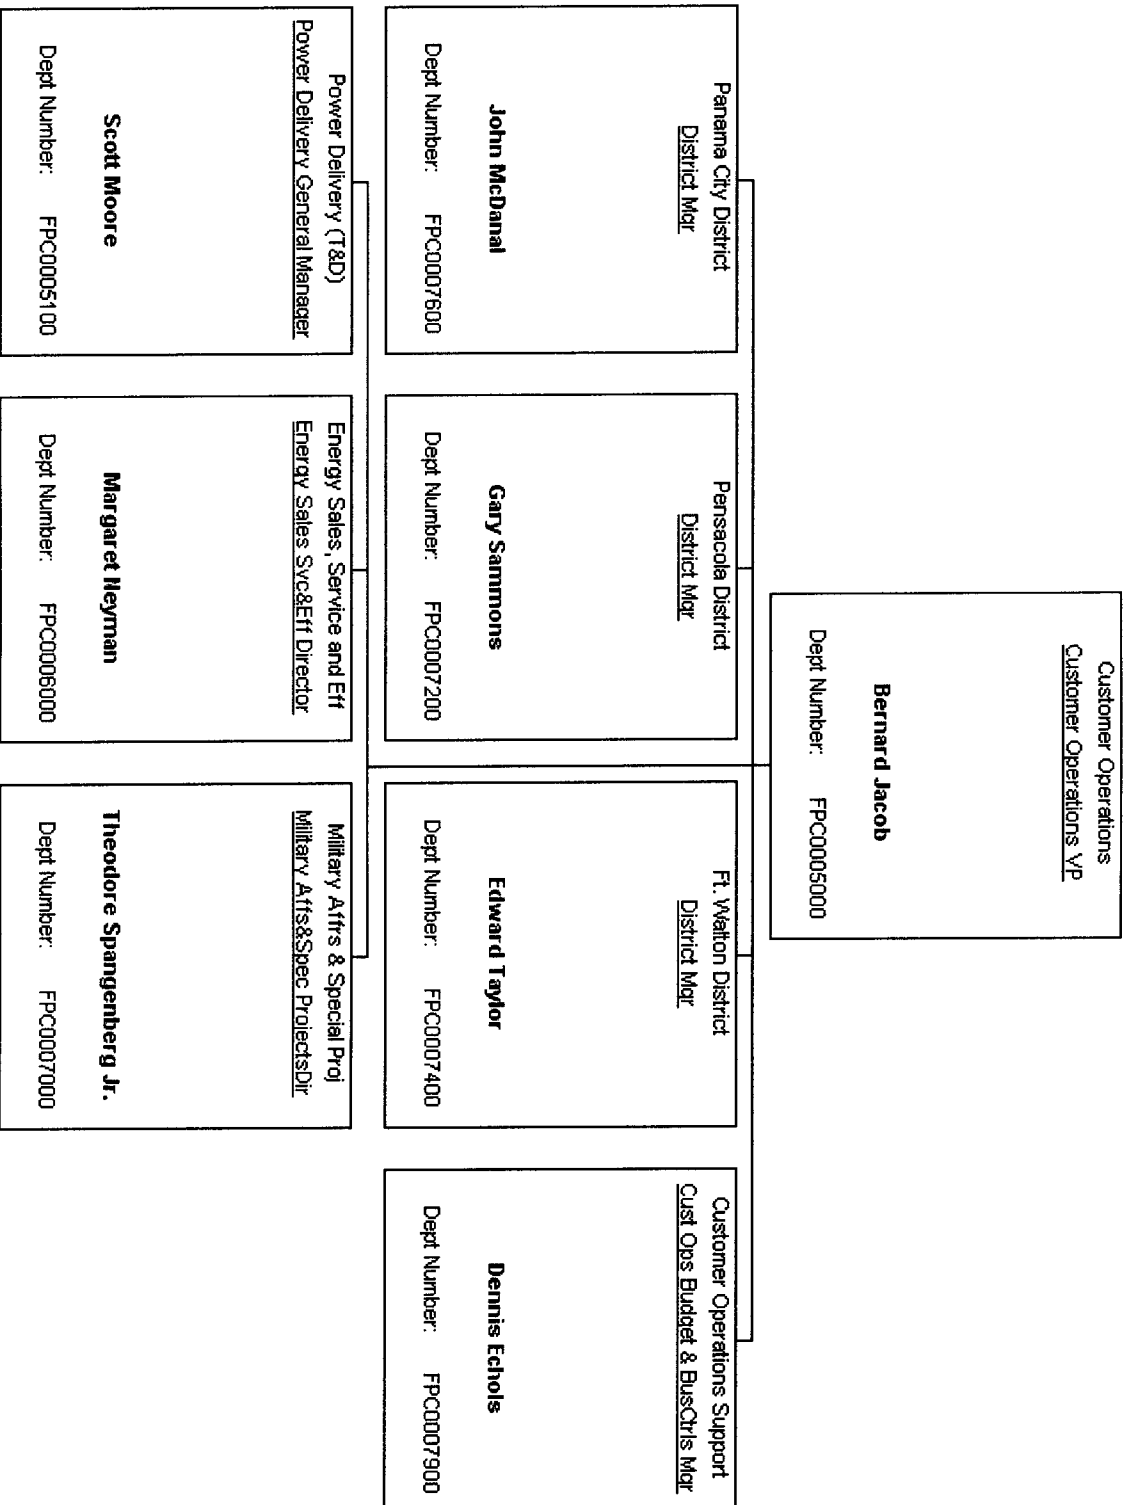 Customer Operations
Customer Operations VP
Bernard Jacob
Dept Number: FPC0005000
Panama City District
District Mgr
John McDanal
Dept Number: FPC0007600
Pensacola District
District Mgr
Gary Sammons
Dept Number: FPC0007200
Ft. Walton District
District Mgr
Edward Taylor
Dept Number: FPC0007400
Customer Operations Support
Cust Ops Budget & BusCtrls Mgr
Dennis Echols
Dept Number: FPC0007900
Power Delivery (T&D)
Power Delivery General Manager
Scott Moore
Dept Number: FPC0005100
Energy Sales, Service and Eff
Energy Sales Svc&Eff Director
Margaret Neyman
Dept Number: FPC0006000
Military Affrs & Special Proj
Military Affs&Spec ProjectsDir
Theodore Spangenberg Jr.
Dept Number: FPC0007000